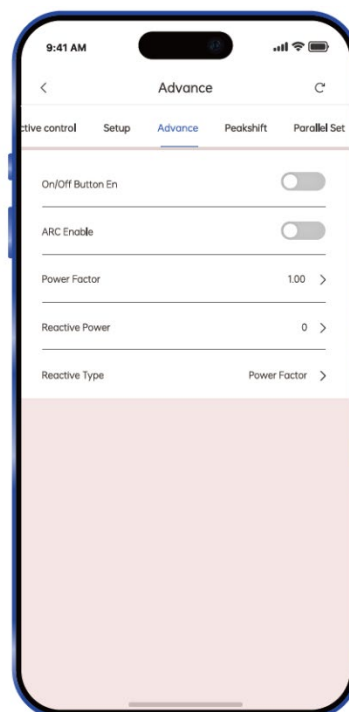 9:41 AM
Advance
ctive control Setup Advance Peakshift Parallel Set
On/Off Button En
ARC Enable
Power Factor 1.00
Reactive Power 0
Reactive Type Power Factor